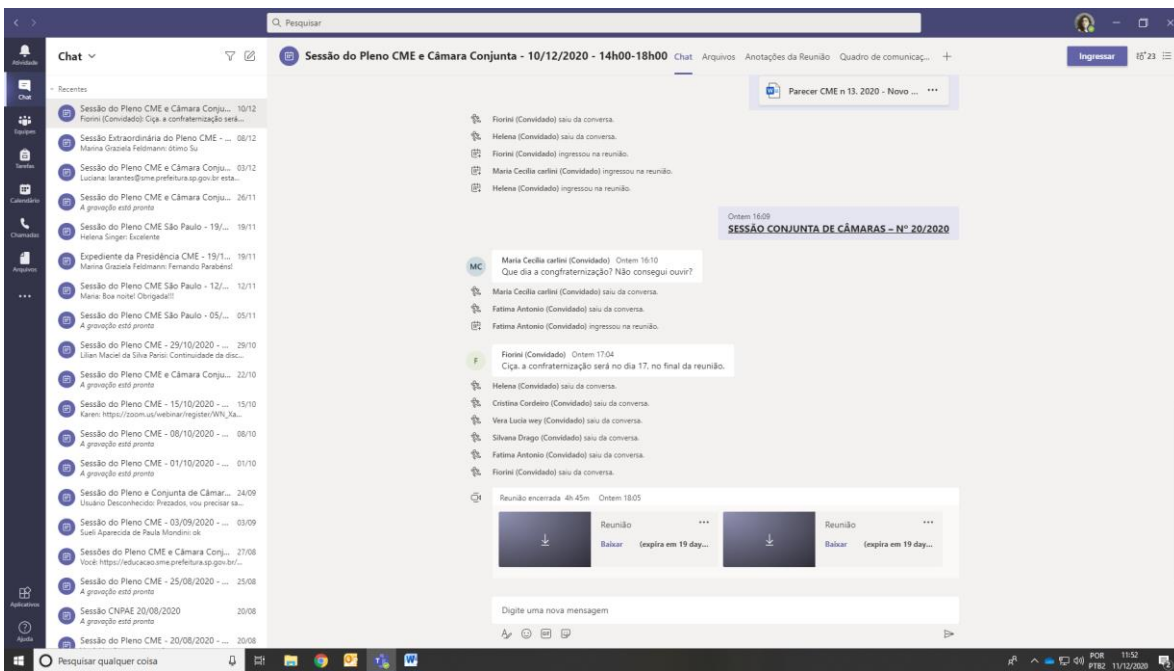 Pesquisar
Atividade
Chat
Equipes
Tarefas
Calendário
Chamadas
Arquivos
Aplicativos
Ajuda
Chat
Recentes
Sessão do Pleno CME e Câmara Conju... 10/12
Fiorini (Convidado): Ciça. a confraternização será...
Sessão Extraordinária do Pleno CME - ... 08/12
Marina Graziela Feldmann: ótimo Su
Sessão do Pleno CME e Câmara Conju... 03/12
Luciana: larantes@sme.prefeitura.sp.gov.br esta...
Sessão do Pleno CME e Câmara Conju... 26/11
A gravação está pronta
Sessão do Pleno CME São Paulo - 19/... 19/11
Helena Singer: Excelente
Expediente da Presidência CME - 19/1... 19/11
Marina Graziela Feldmann: Fernando Parabéns!
Sessão do Pleno CME São Paulo - 12/... 12/11
Maria: Boa noite! Obrigada!!!
Sessão do Pleno CME São Paulo - 05/... 05/11
A gravação está pronta
Sessão do Pleno CME - 29/10/2020 - ... 29/10
Lilian Maciel da Silva Parisi: Continuidade da disc...
Sessão do Pleno CME e Câmara Conju... 22/10
A gravação está pronta
Sessão do Pleno CME - 15/10/2020 - ... 15/10
Karen: https://zoom.us/webinar/register/WN_Xa...
Sessão do Pleno CME - 08/10/2020 - ... 08/10
A gravação está pronta
Sessão do Pleno CME - 01/10/2020 - ... 01/10
A gravação está pronta
Sessão do Pleno e Conjunta de Câmar... 24/09
Usuário Desconhecido: Prezados, vou precisar sa...
Sessão do Pleno CME - 03/09/2020 - ... 03/09
Sueli Aparecida de Paula Mondini: ok
Sessões do Pleno CME e Câmara Conj... 27/08
Você: https://educacao.sme.prefeitura.sp.gov.br/...
Sessão do Pleno CME - 25/08/2020 - ... 25/08
A gravação está pronta
Sessão CNPAE 20/08/2020 20/08
A gravação está pronta
Sessão do Pleno CME - 20/08/2020 - ... 20/08
Sessão do Pleno CME e Câmara Conjunta - 10/12/2020 - 14h00-18h00 Chat Arquivos Anotações da Reunião Quadro de comunicaç... +
Ingressar 23
Parecer CME n 13. 2020 - Novo ... ...
Fiorini (Convidado) saiu da conversa.
Helena (Convidado) saiu da conversa.
Fiorini (Convidado) ingressou na reunião.
Maria Cecilia carlini (Convidado) ingressou na reunião.
Helena (Convidado) ingressou na reunião.
Ontem 16:09
SESSÃO CONJUNTA DE CÂMARAS – Nº 20/2020
MC
Maria Cecilia carlini (Convidado) Ontem 16:10
Que dia a congfraternização? Não consegui ouvir?
Maria Cecilia carlini (Convidado) saiu da conversa.
Fatima Antonio (Convidado) saiu da conversa.
Fatima Antonio (Convidado) ingressou na reunião.
F
Fiorini (Convidado) Ontem 17:04
Ciça. a confraternização será no dia 17. no final da reunião.
Helena (Convidado) saiu da conversa.
Cristina Cordeiro (Convidado) saiu da conversa.
Vera Lucia wey (Convidado) saiu da conversa.
Silvana Drago (Convidado) saiu da conversa.
Fatima Antonio (Convidado) saiu da conversa.
Fiorini (Convidado) saiu da conversa.
Reunião encerrada 4h 45m Ontem 18:05
Reunião ...
Baixar (expira em 19 day...
Reunião ...
Baixar (expira em 19 day...
Digite uma nova mensagem
GIF
Pesquisar qualquer coisa
POR 11:52
PTB2 11/12/2020